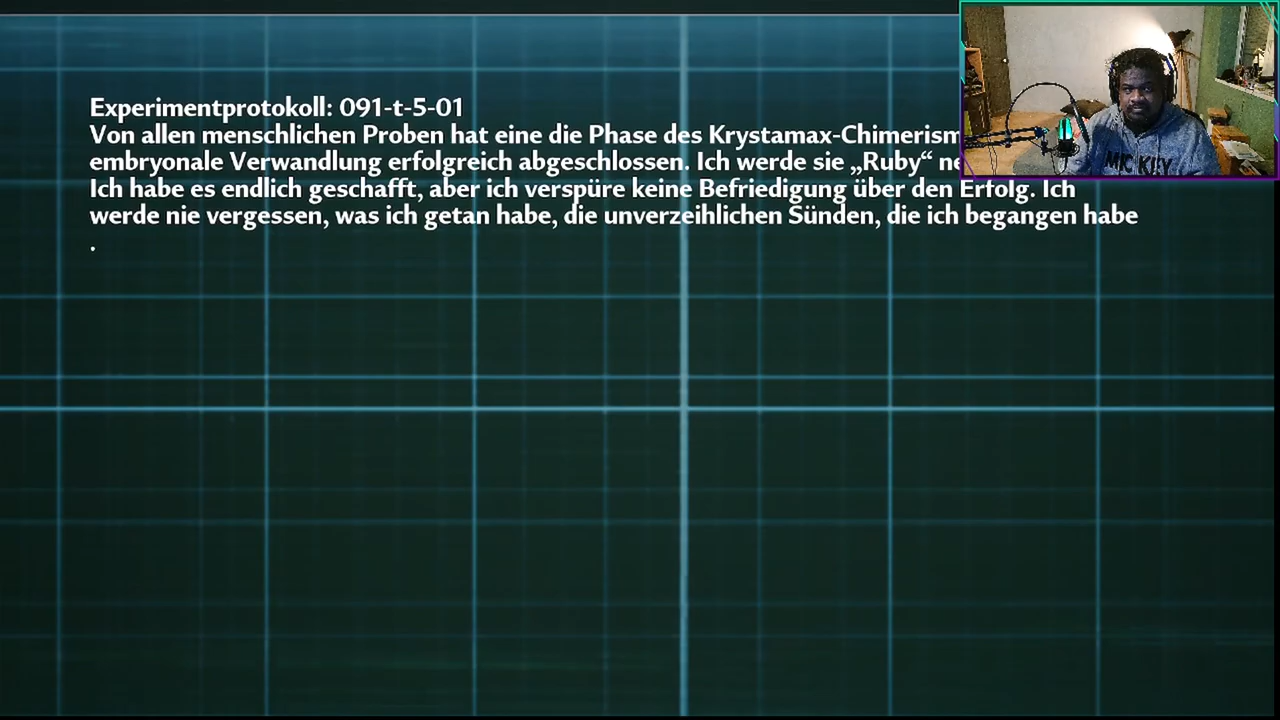 Experimentprotokoll: 091-t-5-01
Von allen menschlichen Proben hat eine die Phase des Krystamax-Chimerism
embryonale Verwandlung erfolgreich abgeschlossen. Ich werde sie „Ruby“ ne
Ich habe es endlich geschafft, aber ich verspüre keine Befriedigung über den Erfolg. Ich
werde nie vergessen, was ich getan habe, die unverzeihlichen Sünden, die ich begangen habe
.
MICKEY